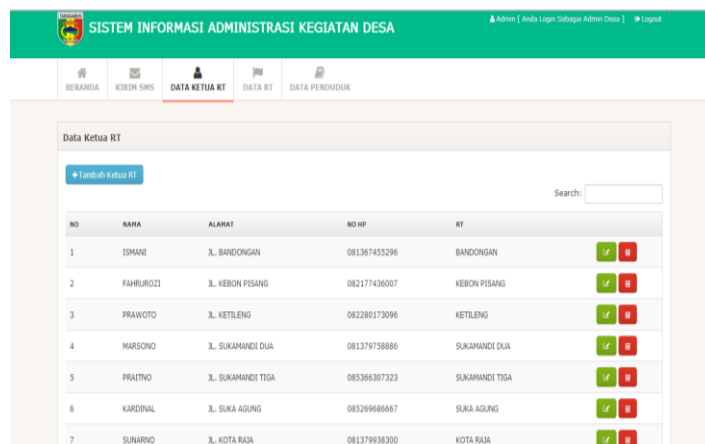 TANGGAMUS
SISTEM INFORMASI ADMINISTRASI KEGIATAN DESA
Admin [ Anda Login Sebagai Admin Desa ] Logout
BERANDA KIRIM SMS DATA KETUA RT DATA RT DATA PENDUDUK
Data Ketua RT
+Tambah Ketua RT
Search:
NO NAMA ALAMAT NO HP RT
1 ISMANI JL. BANDONGAN 081367455296 BANDONGAN
2 FAHRUROZI JL. KEBON PISANG 082177436007 KEBON PISANG
3 PRAWOTO JL. KETILENG 082280173096 KETILENG
4 MARSONO JL. SUKAMANDI DUA 081379758886 SUKAMANDI DUA
5 PRAITNO JL. SUKAMANDI TIGA 085366307323 SUKAMANDI TIGA
6 KARDINAL JL. SUKA AGUNG 085269686667 SUKA AGUNG
7 SUNARNO JL. KOTA RAJA 081379938300 KOTA RAJA